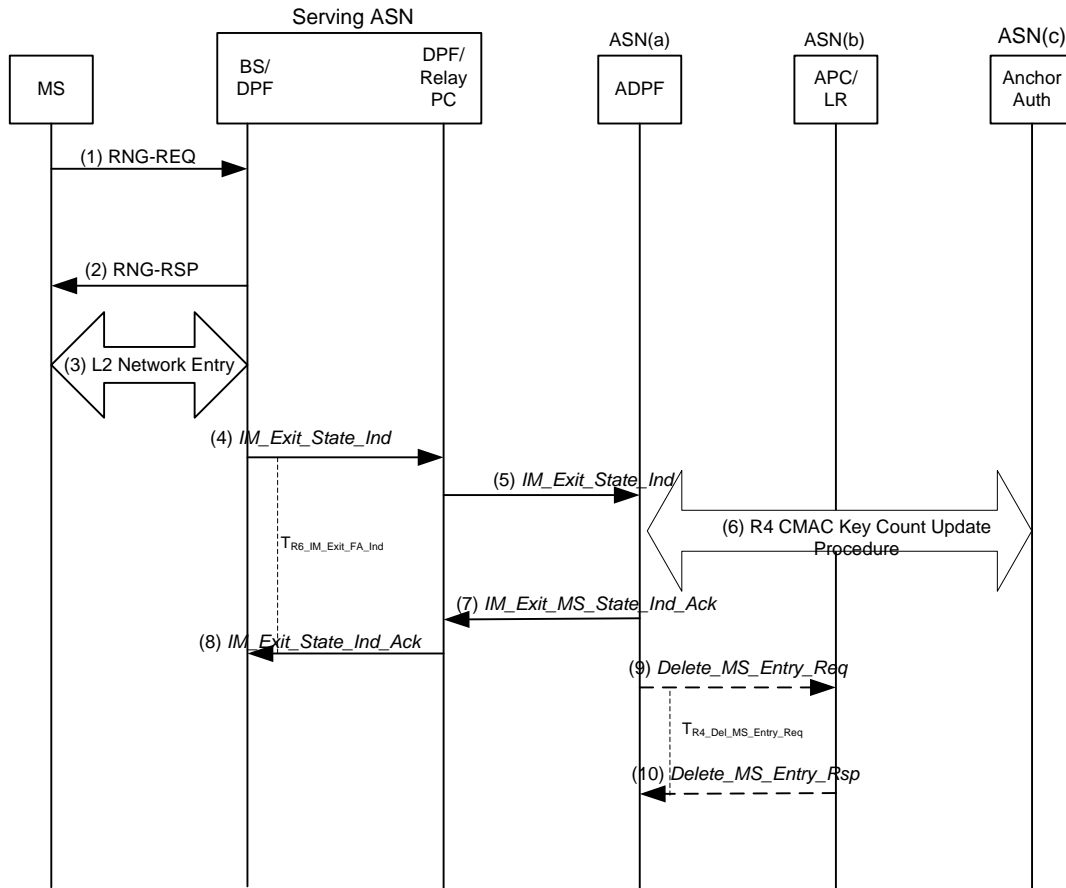 Serving ASN
MS
BS/
DPF
DPF/
Relay
PC
ASN(a)
ADPF
ASN(b)
APC/
LR
ASN(c)
Anchor
Auth
(1) RNG-REQ
(2) RNG-RSP
(3) L2 Network Entry
(4) IM_Exit_State_Ind
(5) IM_Exit_State_Ind
(6) R4 CMAC Key Count Update
Procedure
TR6_IM_Exit_FA_Ind
(7) IM_Exit_MS_State_Ind_Ack
(8) IM_Exit_State_Ind_Ack
(9) Delete_MS_Entry_Req
TR4_Del_MS_Entry_Req
(10) Delete_MS_Entry_Rsp